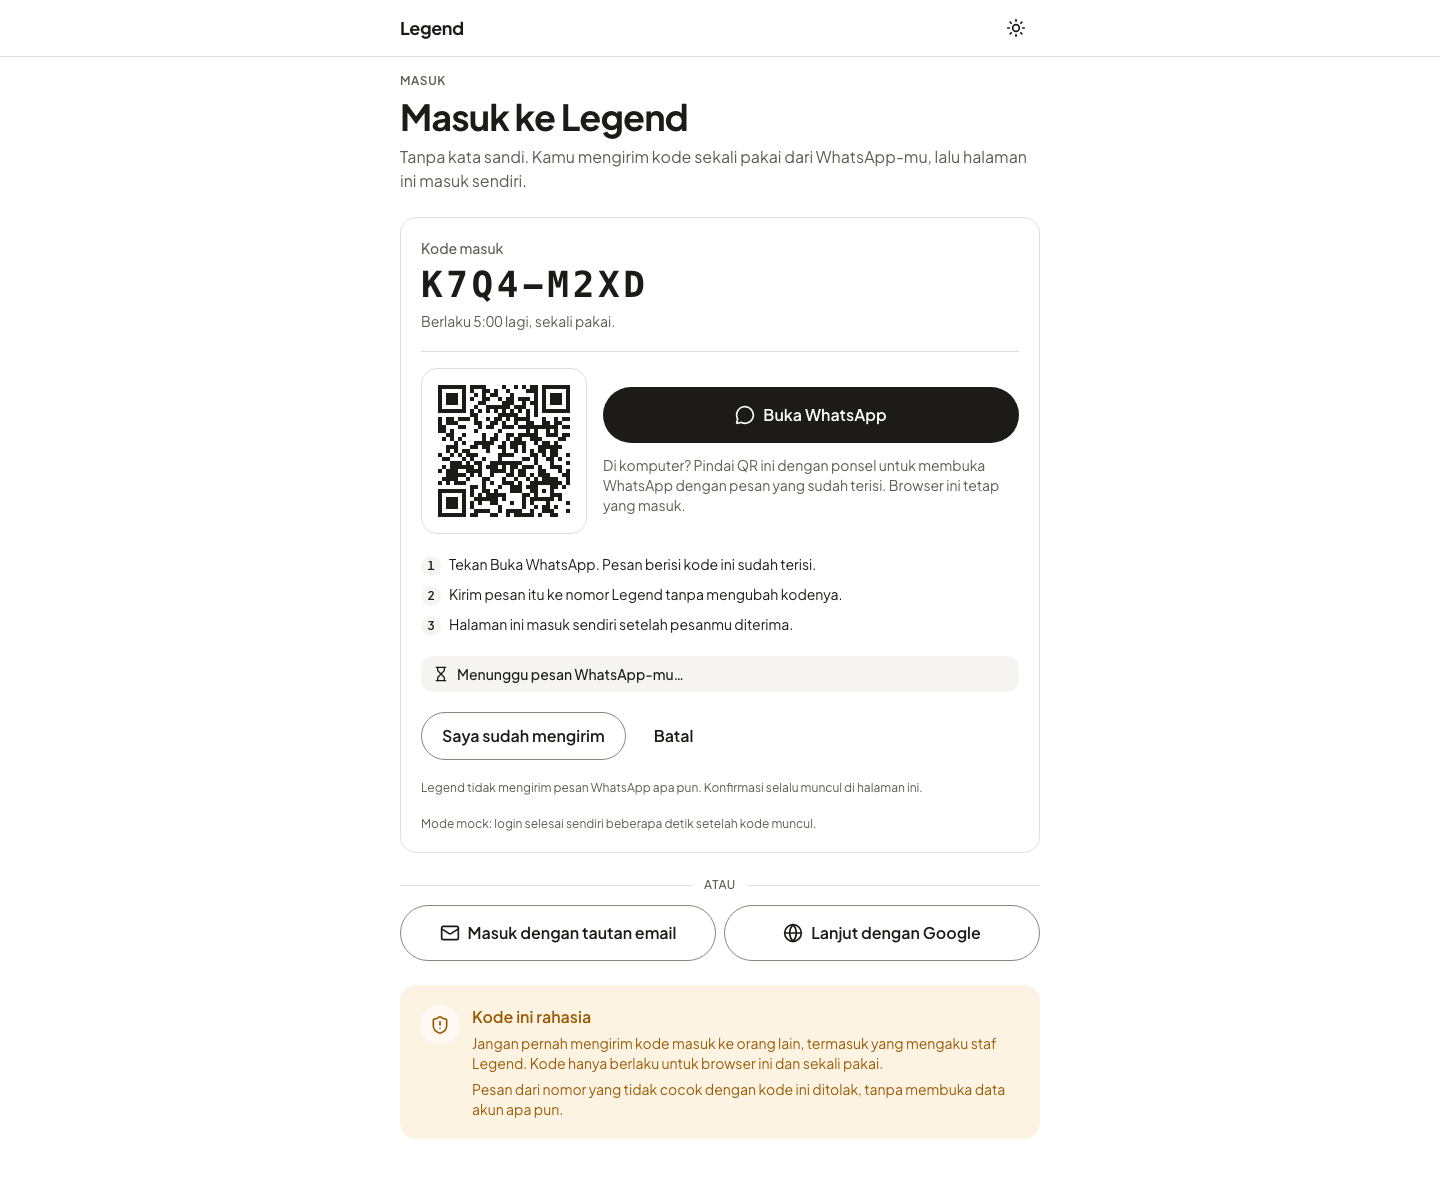 Legend
MASUK
Masuk ke Legend
Tanpa kata sandi. Kamu mengirim kode sekali pakai dari WhatsApp-mu, lalu halaman
ini masuk sendiri.
Kode masuk
K7Q4–M2XD
Berlaku 5:00 lagi, sekali pakai.
Buka WhatsApp
Di komputer? Pindai QR ini dengan ponsel untuk membuka
WhatsApp dengan pesan yang sudah terisi. Browser ini tetap
yang masuk.
1 Tekan Buka WhatsApp. Pesan berisi kode ini sudah terisi.
2 Kirim pesan itu ke nomor Legend tanpa mengubah kodenya.
3 Halaman ini masuk sendiri setelah pesanmu diterima.
Menunggu pesan WhatsApp-mu…
Saya sudah mengirim Batal
Legend tidak mengirim pesan WhatsApp apa pun. Konfirmasi selalu muncul di halaman ini.
Mode mock: login selesai sendiri beberapa detik setelah kode muncul.
ATAU
Masuk dengan tautan email Lanjut dengan Google
Kode ini rahasia
Jangan pernah mengirim kode masuk ke orang lain, termasuk yang mengaku staf
Legend. Kode hanya berlaku untuk browser ini dan sekali pakai.
Pesan dari nomor yang tidak cocok dengan kode ini ditolak, tanpa membuka data
akun apa pun.